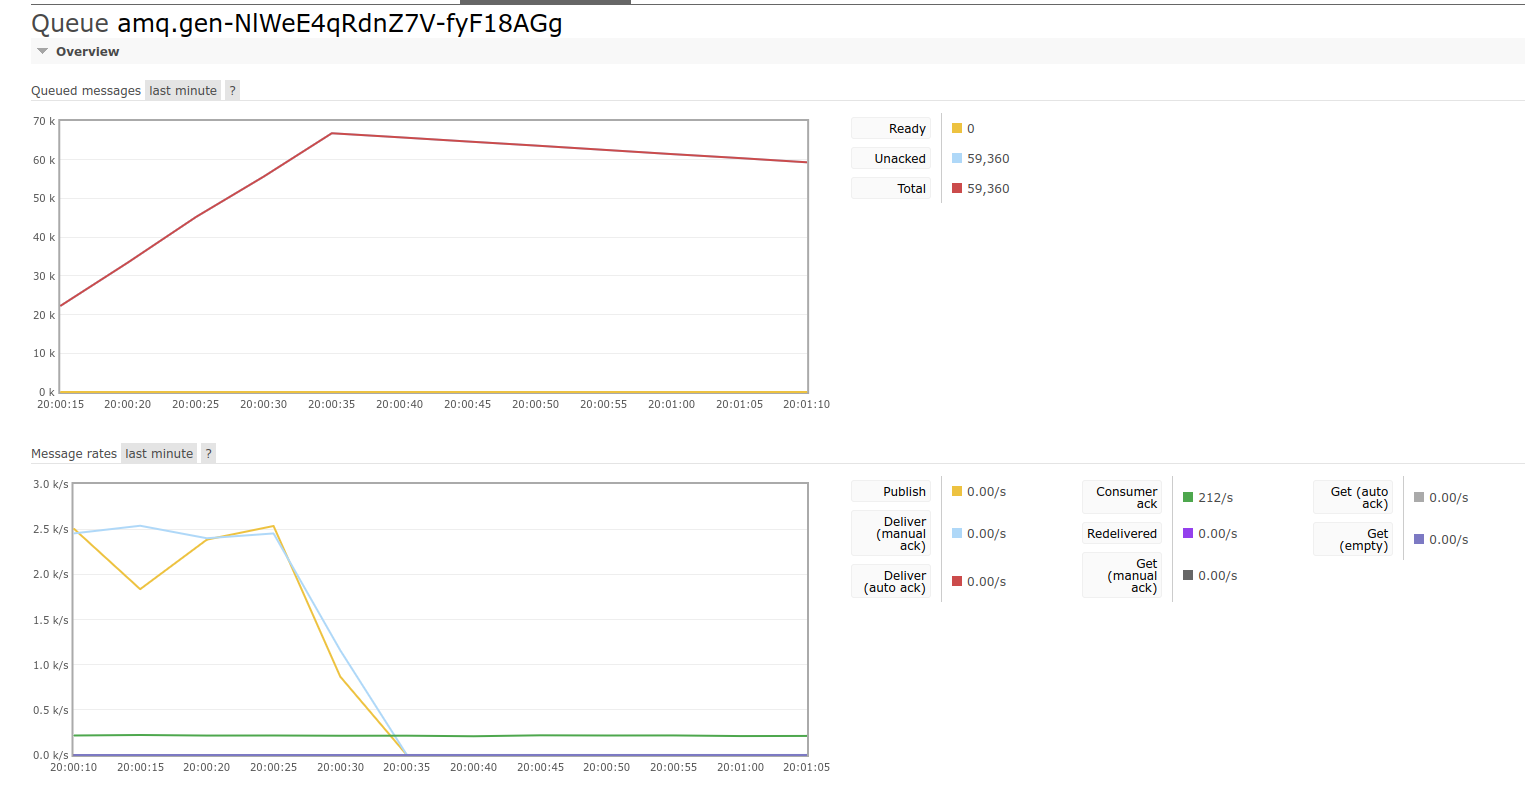 Queue amq.gen-NlWeE4qRdnZ7V-fyF18AGg
Overview
Queued messages last minute ?
70 k
60 k
50 k
40 k
30 k
20 k
10 k
0 k
20:00:15 20:00:20 20:00:25 20:00:30 20:00:35 20:00:40 20:00:45 20:00:50 20:00:55 20:01:00 20:01:05 20:01:10
Ready 0
Unacked 59,360
Total 59,360
Message rates last minute ?
3.0 k/s
2.5 k/s
2.0 k/s
1.5 k/s
1.0 k/s
0.5 k/s
0.0 k/s
20:00:10 20:00:15 20:00:20 20:00:25 20:00:30 20:00:35 20:00:40 20:00:45 20:00:50 20:00:55 20:01:00 20:01:05
Publish 0.00/s
Deliver
(manual 0.00/s
ack)
Deliver
(auto ack) 0.00/s
Consumer
ack 212/s
Redelivered 0.00/s
Get
(manual 0.00/s
ack)
Get (auto
ack) 0.00/s
Get
(empty) 0.00/s